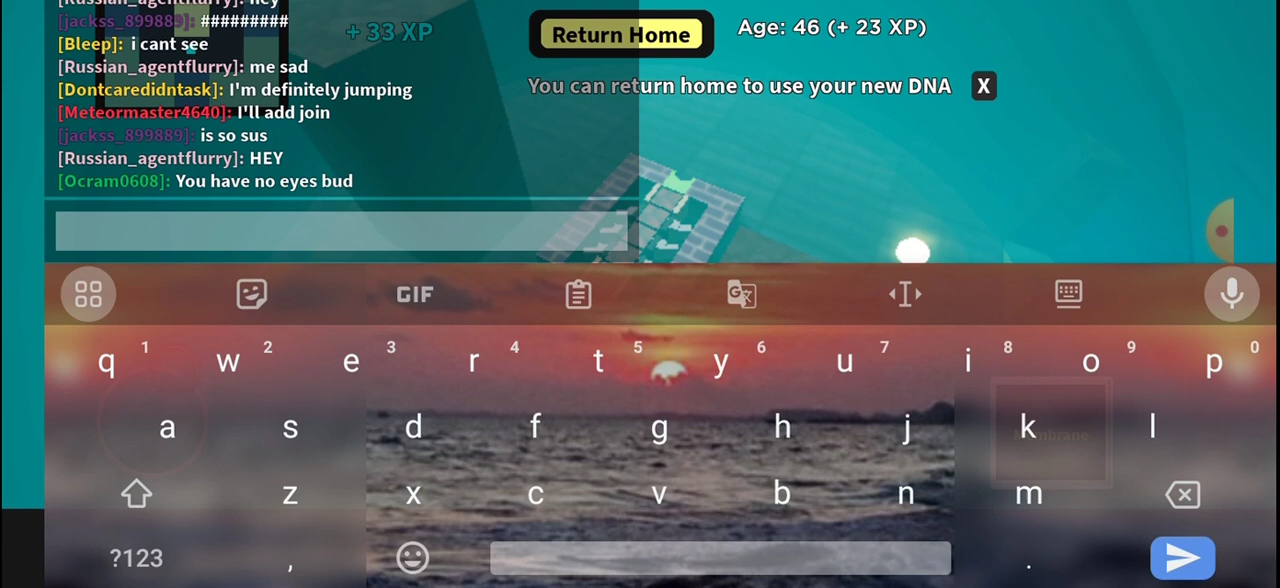 [Russian_agentflurry]: hey
[jackss_899889]: #########
[Bleep]: i cant see
[Russian_agentflurry]: me sad
[Dontcaredidntask]: I'm definitely jumping
[Meteormaster4640]: I'll add join
[jackss_899889]: is so sus
[Russian_agentflurry]: HEY
[Ocram0608]: You have no eyes bud
+ 33 XP
Return Home
Age: 46 (+ 23 XP)
You can return home to use your new DNA X
GIF
q 1 w 2 e 3 r 4 t 5 y 6 u 7 i 8 o 9 p 0
a s d f g h j k l
z x c v b n m
?123 , .